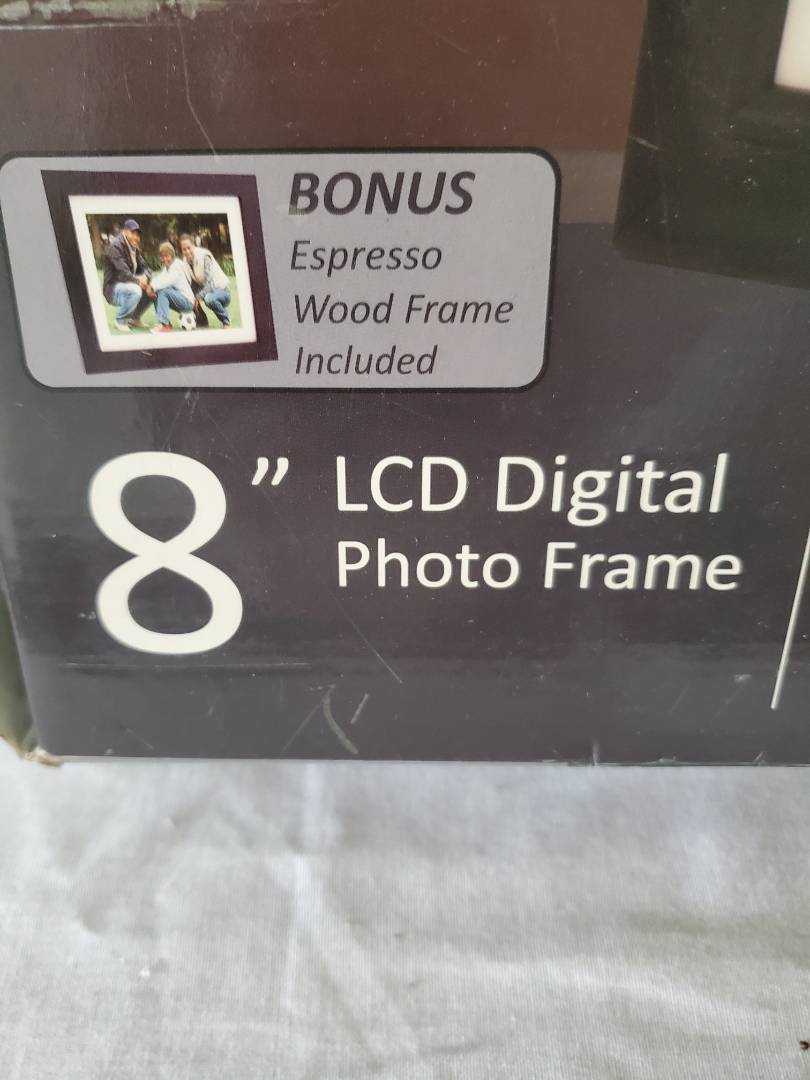 BONUS
Espresso
Wood Frame
Included
8” LCD Digital
Photo Frame